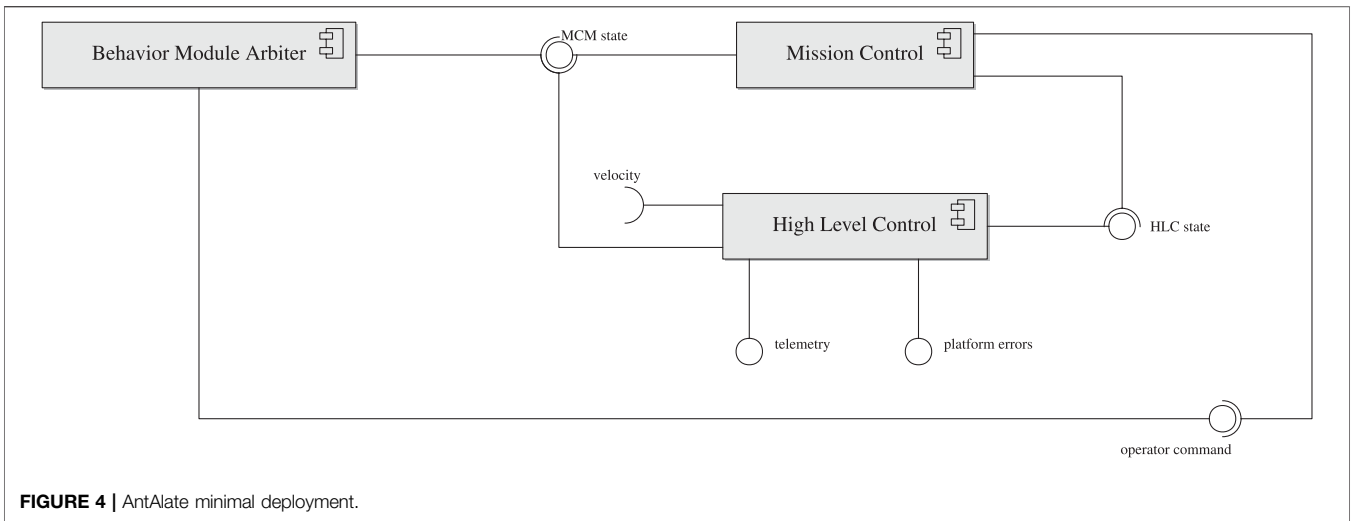 MCM state
Behavior Module Arbiter
Mission Control
velocity
High Level Control
HLC state
telemetry
platform errors
operator command
FIGURE 4 | AntAlate minimal deployment.